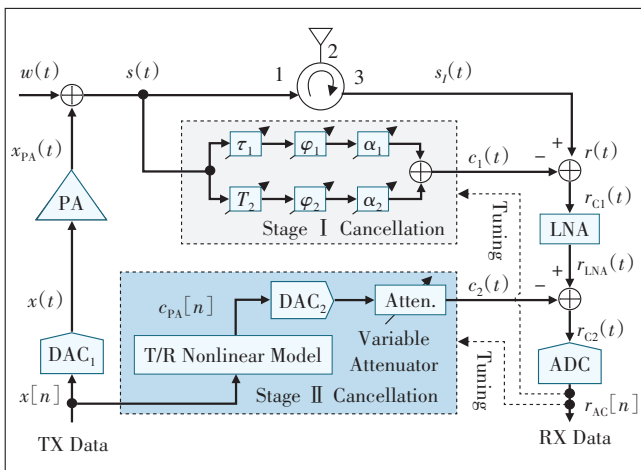 2
w(t) s(t) 1 3 s_I(t)
x_PA(t) τ_1 φ_1 α_1 + r(t)
c_1(t) −
PA T_2 φ_2 α_2 r_C1(t)
Stage Ⅰ Cancellation Tuning LNA
x(t) r_LNA(t)
c_PA[n] DAC_2 Atten. c_2(t) + −
DAC_1 Variable r_C2(t)
T/R Nonlinear Model Attenuator Tuning ADC
x[n] Stage Ⅱ Cancellation r_AC[n]
TX Data RX Data